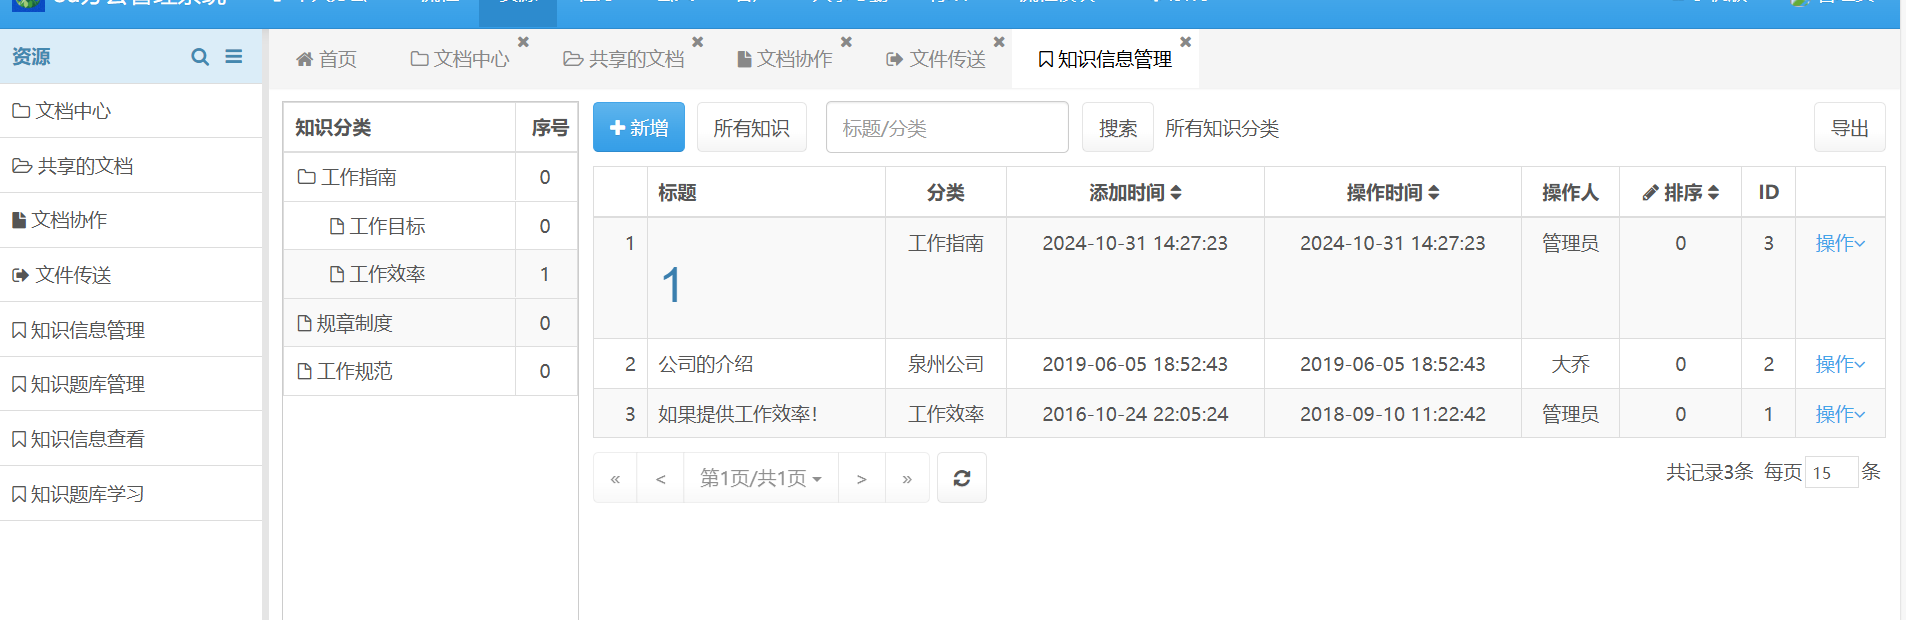 资源
首页
文档中心
共享的文档
文档协作
文件传送
知识信息管理
文档中心
共享的文档
文档协作
文件传送
知识信息管理
知识题库管理
知识信息查看
知识题库学习
知识分类 序号
工作指南 0
工作目标 0
工作效率 1
规章制度 0
工作规范 0
新增 所有知识 标题/分类 搜索 所有知识分类 导出
标题 分类 添加时间 操作时间 操作人 排序 ID
1 1 工作指南 2024-10-31 14:27:23 2024-10-31 14:27:23 管理员 0 3 操作
2 公司的介绍 泉州公司 2019-06-05 18:52:43 2019-06-05 18:52:43 大乔 0 2 操作
3 如果提供工作效率! 工作效率 2016-10-24 22:05:24 2018-09-10 11:22:42 管理员 0 1 操作
« < 第1页/共1页 > »
共记录3条 每页 15 条